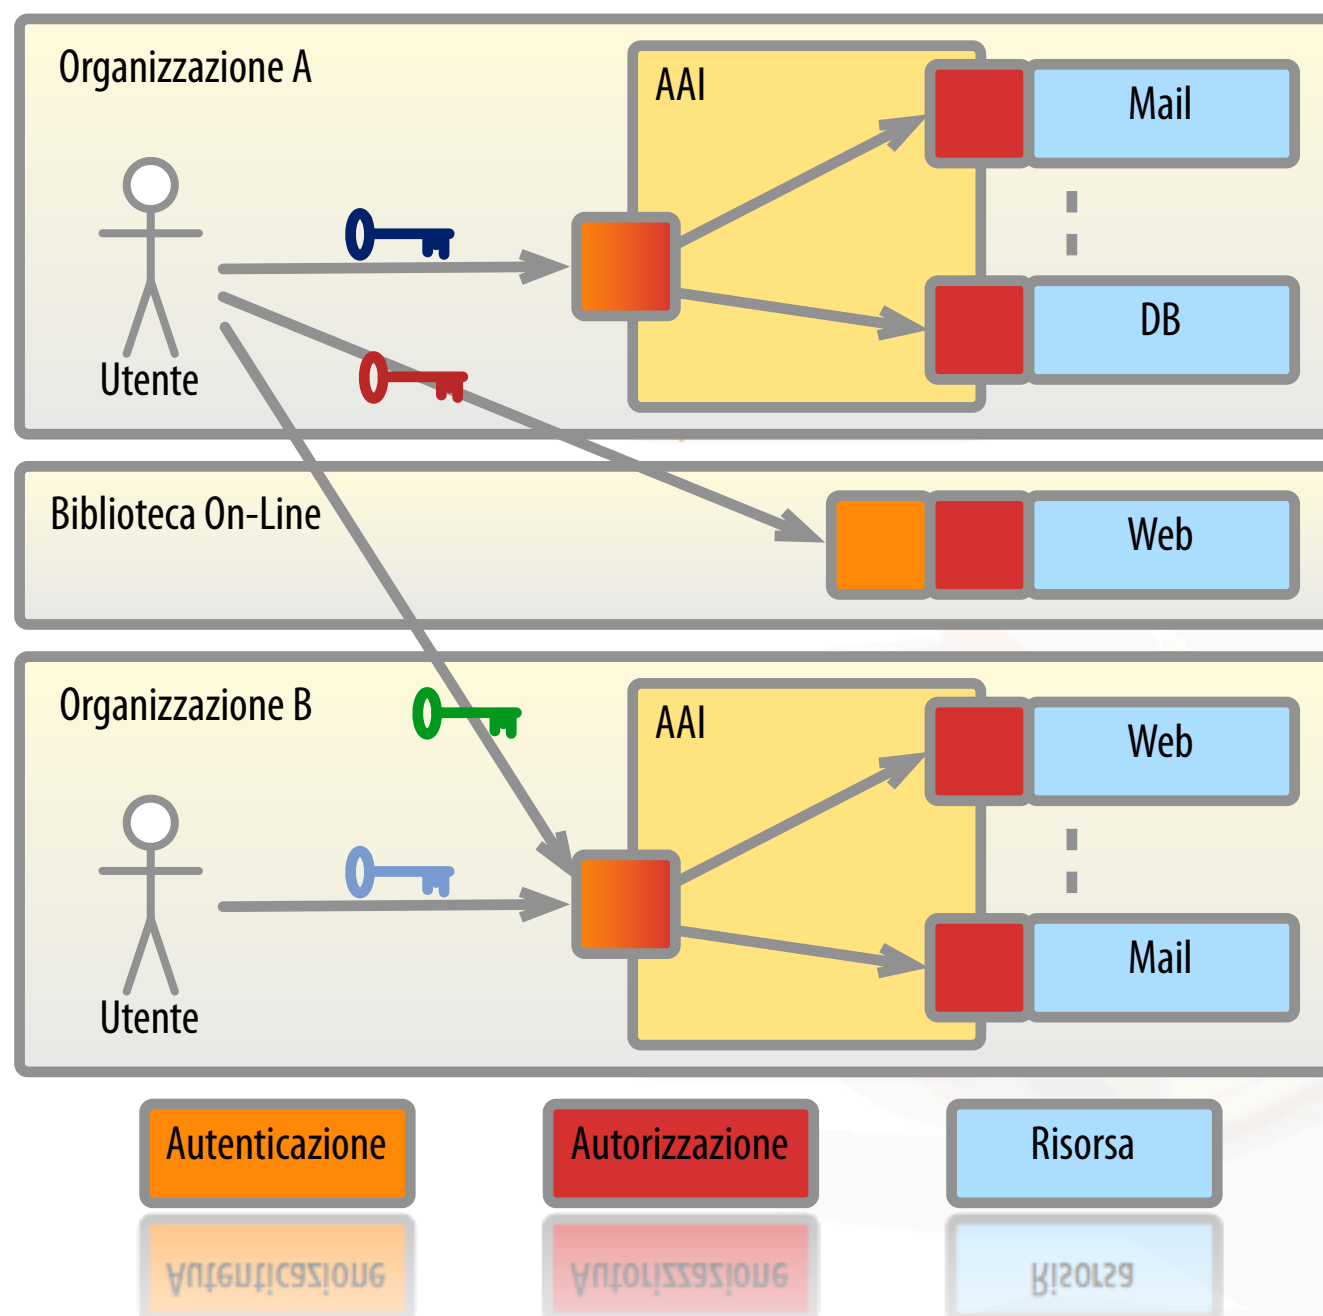 Organizzazione A
AAI
Mail
DB
Utente
Biblioteca On-Line
Web
Organizzazione B
AAI
Web
Mail
Utente
Autenticazione
Autorizzazione
Risorsa
Autenticazione
Autorizzazione
Risorsa